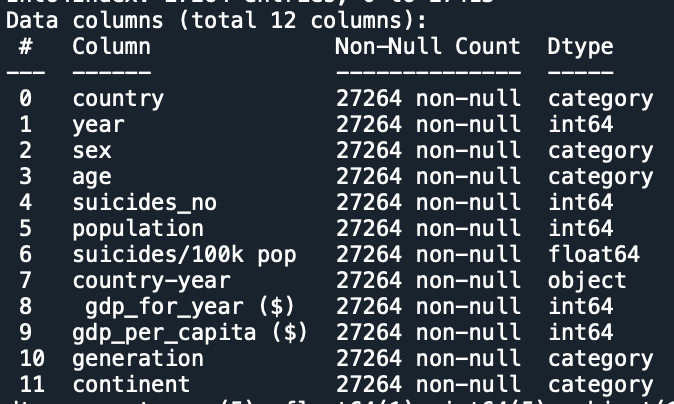 Data columns (total 12 columns):
 #   Column              Non-Null Count  Dtype
---  ------              --------------  -----
 0   country             27264 non-null  category
 1   year                27264 non-null  int64
 2   sex                 27264 non-null  category
 3   age                 27264 non-null  category
 4   suicides_no         27264 non-null  int64
 5   population          27264 non-null  int64
 6   suicides/100k pop   27264 non-null  float64
 7   country-year        27264 non-null  object
 8    gdp_for_year ($)   27264 non-null  int64
 9   gdp_per_capita ($)  27264 non-null  int64
 10  generation          27264 non-null  category
 11  continent           27264 non-null  category